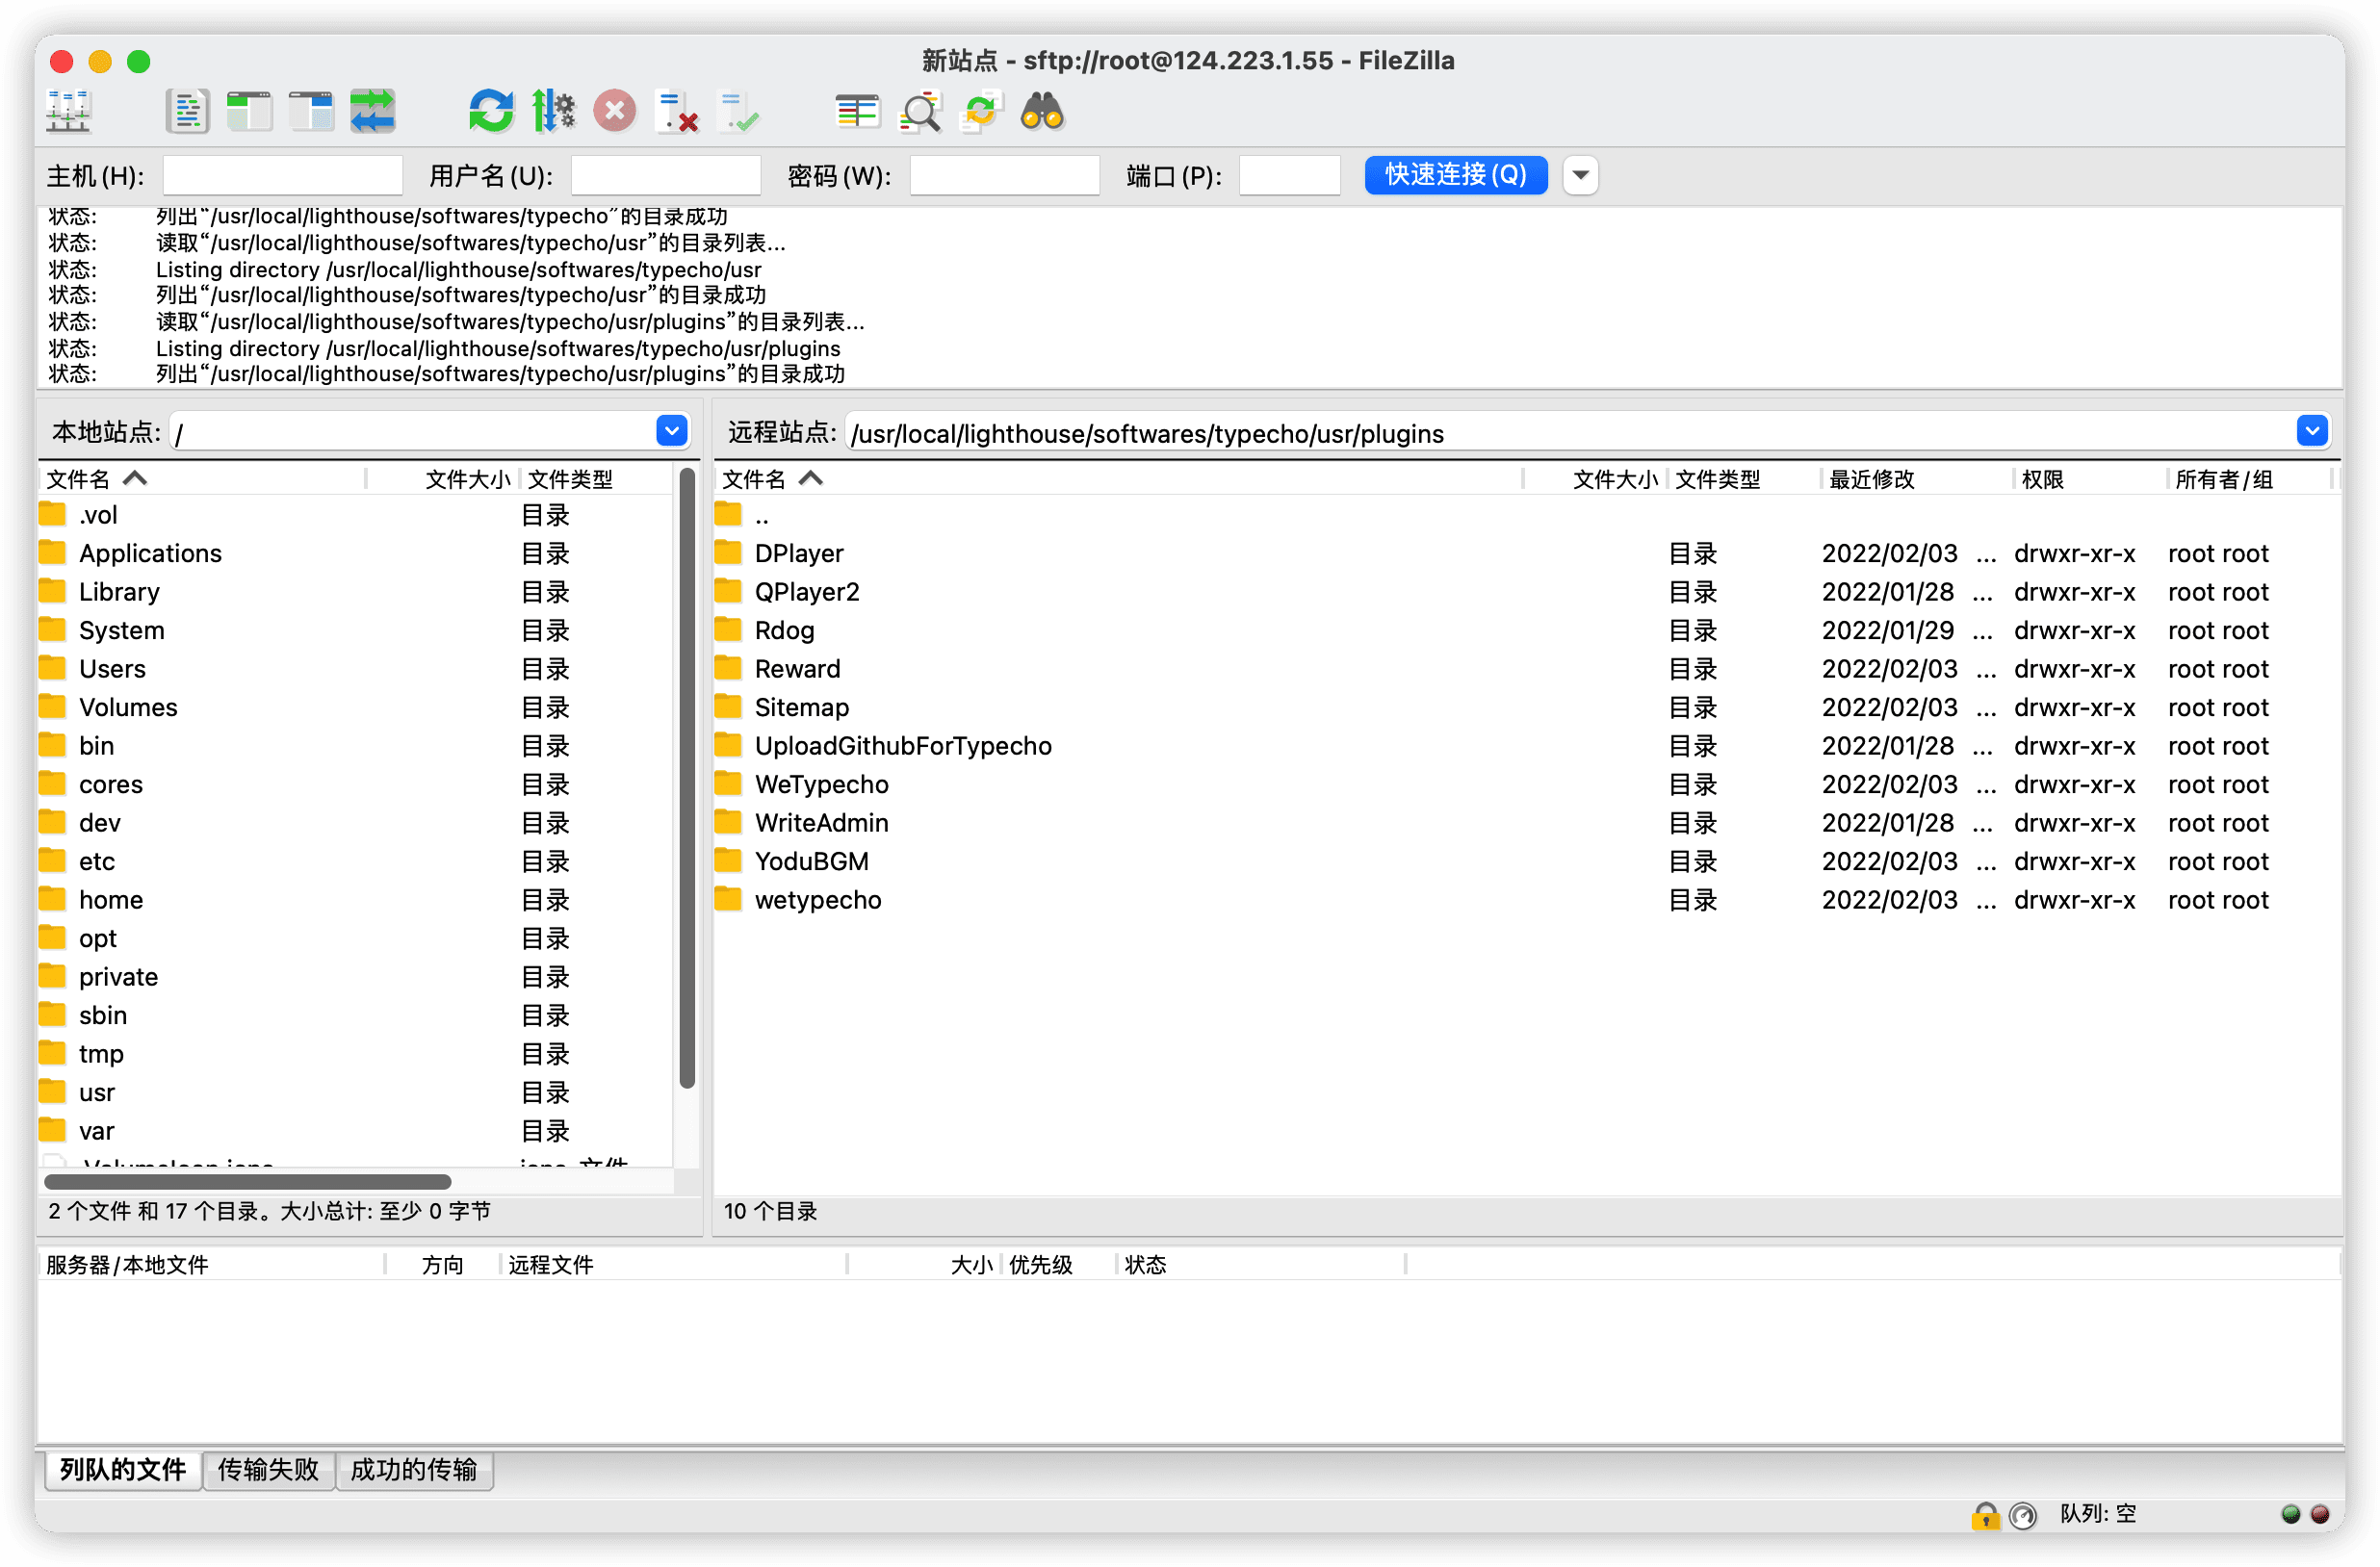 新站点 - sftp://root@124.223.1.55 - FileZilla
主机(H): 用户名(U): 密码(W): 端口(P): 快速连接(Q)
状态: 列出“/usr/local/lighthouse/softwares/typecho”的目录成功
状态: 读取“/usr/local/lighthouse/softwares/typecho/usr”的目录列表...
状态: Listing directory /usr/local/lighthouse/softwares/typecho/usr
状态: 列出“/usr/local/lighthouse/softwares/typecho/usr”的目录成功
状态: 读取“/usr/local/lighthouse/softwares/typecho/usr/plugins”的目录列表...
状态: Listing directory /usr/local/lighthouse/softwares/typecho/usr/plugins
状态: 列出“/usr/local/lighthouse/softwares/typecho/usr/plugins”的目录成功
本地站点: /
文件名 文件大小 文件类型
.vol 目录
Applications 目录
Library 目录
System 目录
Users 目录
Volumes 目录
bin 目录
cores 目录
dev 目录
etc 目录
home 目录
opt 目录
private 目录
sbin 目录
tmp 目录
usr 目录
var 目录
2 个文件 和 17 个目录。大小总计: 至少 0 字节
远程站点: /usr/local/lighthouse/softwares/typecho/usr/plugins
文件名 文件大小 文件类型 最近修改 权限 所有者/组
..
DPlayer 目录 2022/02/03 ... drwxr-xr-x root root
QPlayer2 目录 2022/01/28 ... drwxr-xr-x root root
Rdog 目录 2022/01/29 ... drwxr-xr-x root root
Reward 目录 2022/02/03 ... drwxr-xr-x root root
Sitemap 目录 2022/02/03 ... drwxr-xr-x root root
UploadGithubForTypecho 目录 2022/01/28 ... drwxr-xr-x root root
WeTypecho 目录 2022/02/03 ... drwxr-xr-x root root
WriteAdmin 目录 2022/01/28 ... drwxr-xr-x root root
YoduBGM 目录 2022/02/03 ... drwxr-xr-x root root
wetypecho 目录 2022/02/03 ... drwxr-xr-x root root
10 个目录
服务器/本地文件 方向 远程文件 大小 优先级 状态
列队的文件 传输失败 成功的传输
队列: 空